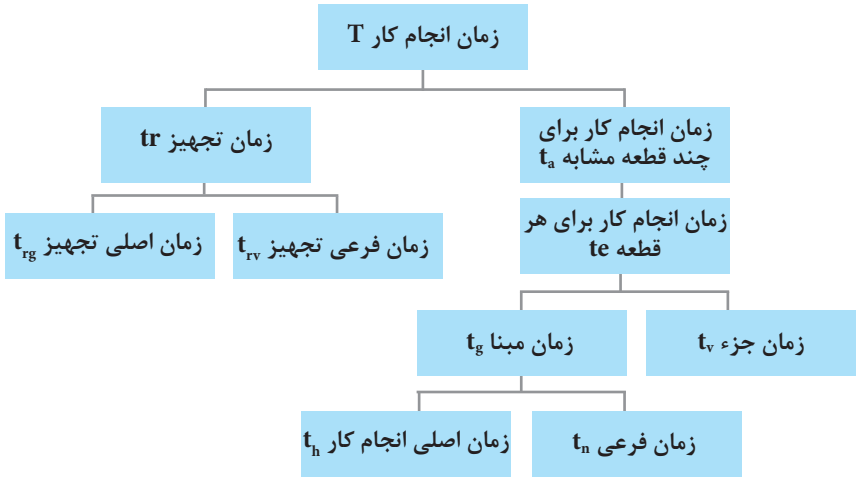 زمان انجام کار T
زمان انجام کار برای
چند قطعه مشابه ta
زمان تجهیز tr
زمان انجام کار برای هر
قطعه te
زمان فرعی تجهیز trv
زمان اصلی تجهیز trg
زمان جزء tv
زمان مبنا tg
زمان فرعی tn
زمان اصلی انجام کار th